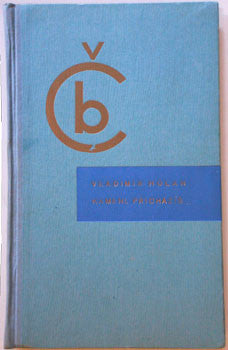 Čb
VLADIMÍR HOLAN
KAMENI, PŘICHÁZÍŠ